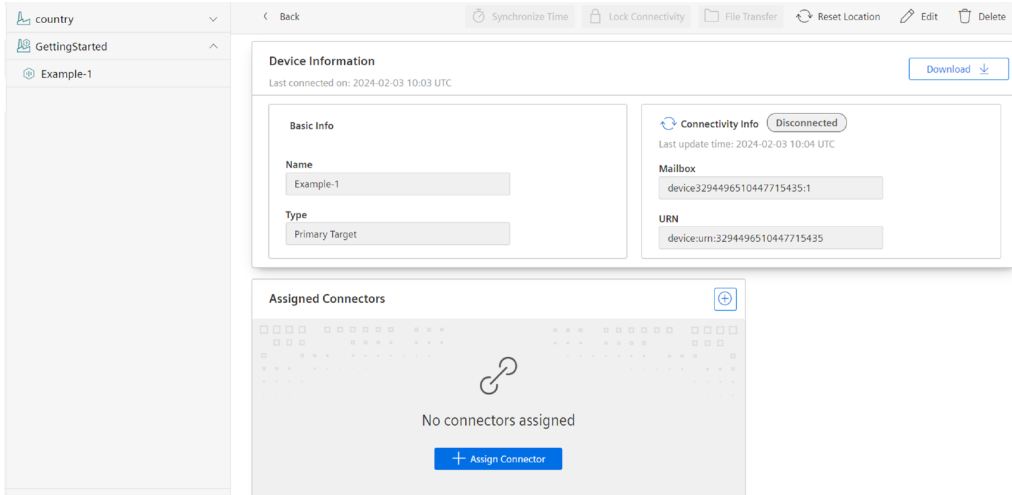 country
GettingStarted
Example-1
Back
Synchronize Time
Lock Connectivity
File Transfer
Reset Location
Edit
Delete
Device Information
Last connected on: 2024-02-03 10:03 UTC
Download
Basic Info
Name
Example-1
Type
Primary Target
Connectivity Info
Disconnected
Last update time: 2024-02-03 10:04 UTC
Mailbox
device3294496510447715435:1
URN
device:urn:3294496510447715435
Assigned Connectors
No connectors assigned
Assign Connector